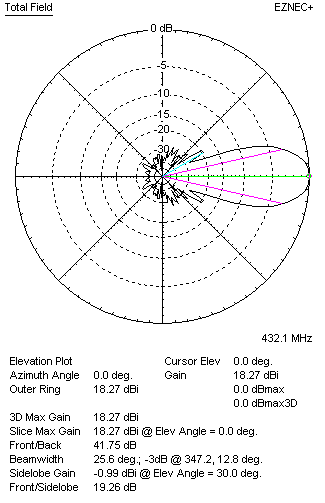 Total Field
EZNEC+
0 dB
-5
-10
-15
-20
-30
432.1 MHz
Elevation Plot
Cursor Elev 0.0 deg.
Azimuth Angle 0.0 deg.
Gain 18.27 dBi
Outer Ring 18.27 dBi
0.0 dBmax
0.0 dBmax3D
3D Max Gain 18.27 dBi
Slice Max Gain 18.27 dBi @ Elev Angle = 0.0 deg.
Front/Back 41.75 dB
Beamwidth 25.6 deg.; -3dB @ 347.2, 12.8 deg.
Sidelobe Gain -0.99 dBi @ Elev Angle = 30.0 deg.
Front/Sidelobe 19.26 dB